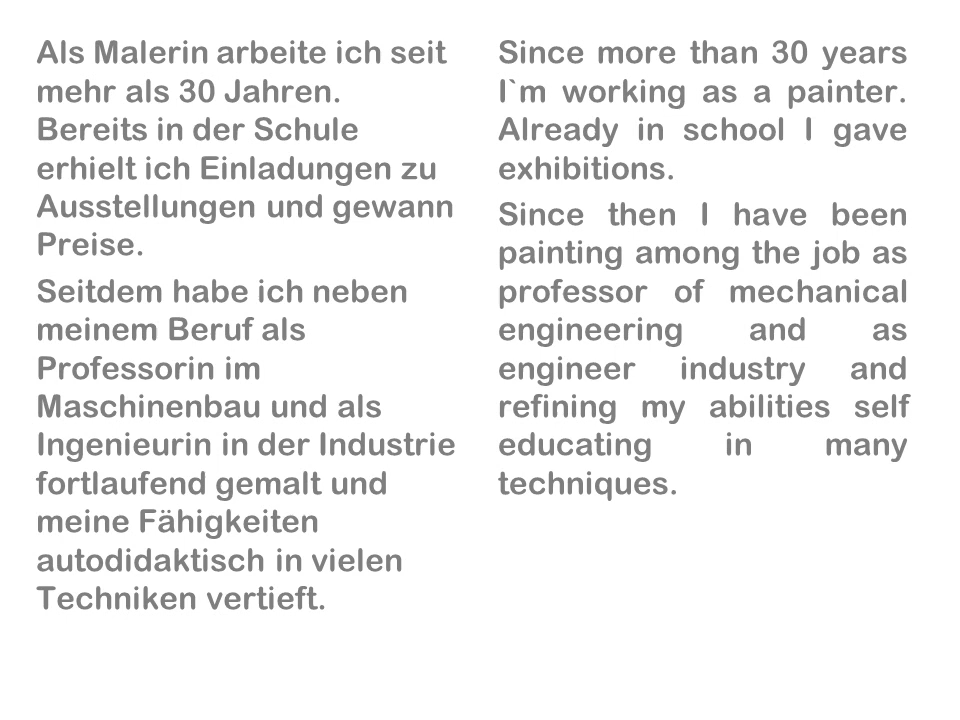 Als Malerin arbeite ich seit
mehr als 30 Jahren.
Bereits in der Schule
erhielt ich Einladungen zu
Ausstellungen und gewann
Preise.
Seitdem habe ich neben
meinem Beruf als
Professorin im
Maschinenbau und als
Ingenieurin in der Industrie
fortlaufend gemalt und
meine Fähigkeiten
autodidaktisch in vielen
Techniken vertieft.
Since more than 30 years
I`m working as a painter.
Already in school I gave
exhibitions.
Since then I have been
painting among the job as
professor of mechanical
engineering and as
engineer industry and
refining my abilities self
educating in many
techniques.